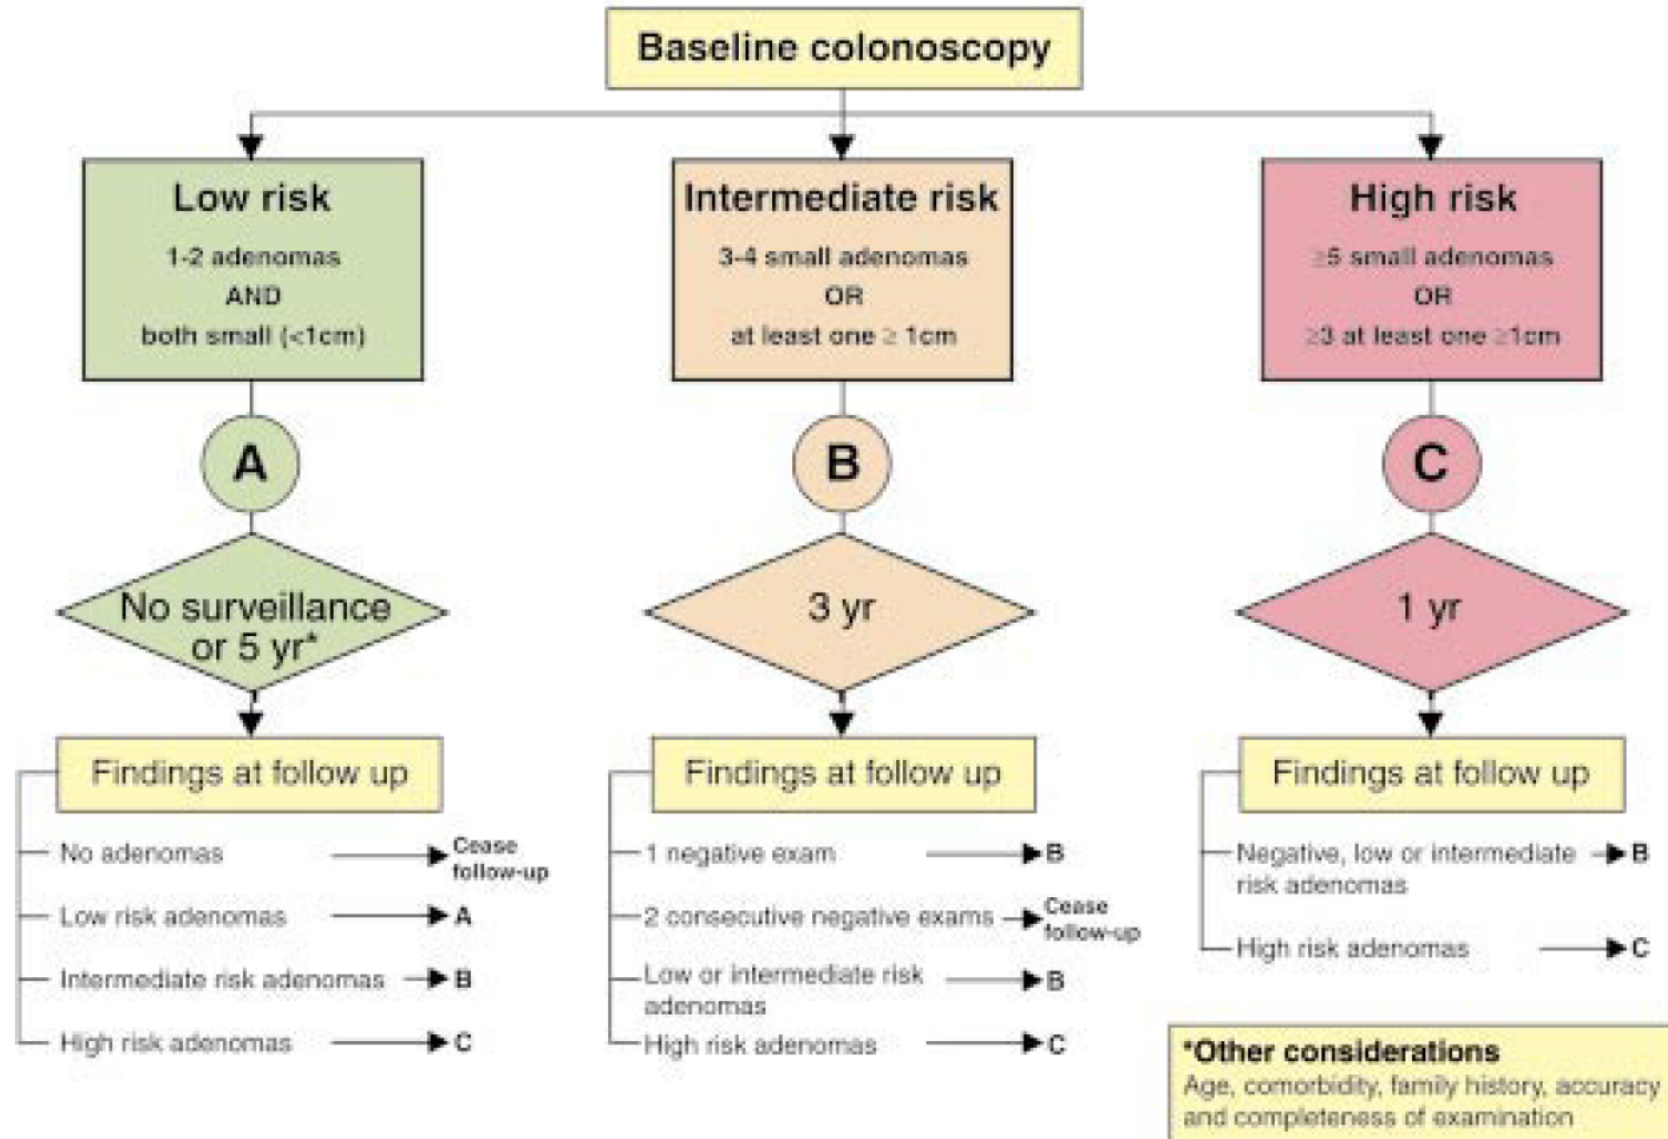 Baseline colonoscopy
Low risk
1-2 adenomas
AND
both small (<1cm)
A
No surveillance
or 5 yr*
Findings at follow up
No adenomas
Cease
follow-up
Low risk adenomas
A
Intermediate risk adenomas
B
High risk adenomas
C
Intermediate risk
3-4 small adenomas
OR
at least one ≥ 1cm
B
3 yr
Findings at follow up
1 negative exam
B
2 consecutive negative exams
Cease
follow-up
Low or intermediate risk
adenomas
B
High risk adenomas
C
High risk
≥5 small adenomas
OR
≥3 at least one ≥1cm
C
1 yr
Findings at follow up
Negative, low or intermediate
risk adenomas
B
High risk adenomas
C
*Other considerations
Age, comorbidity, family history, accuracy
and completeness of examination